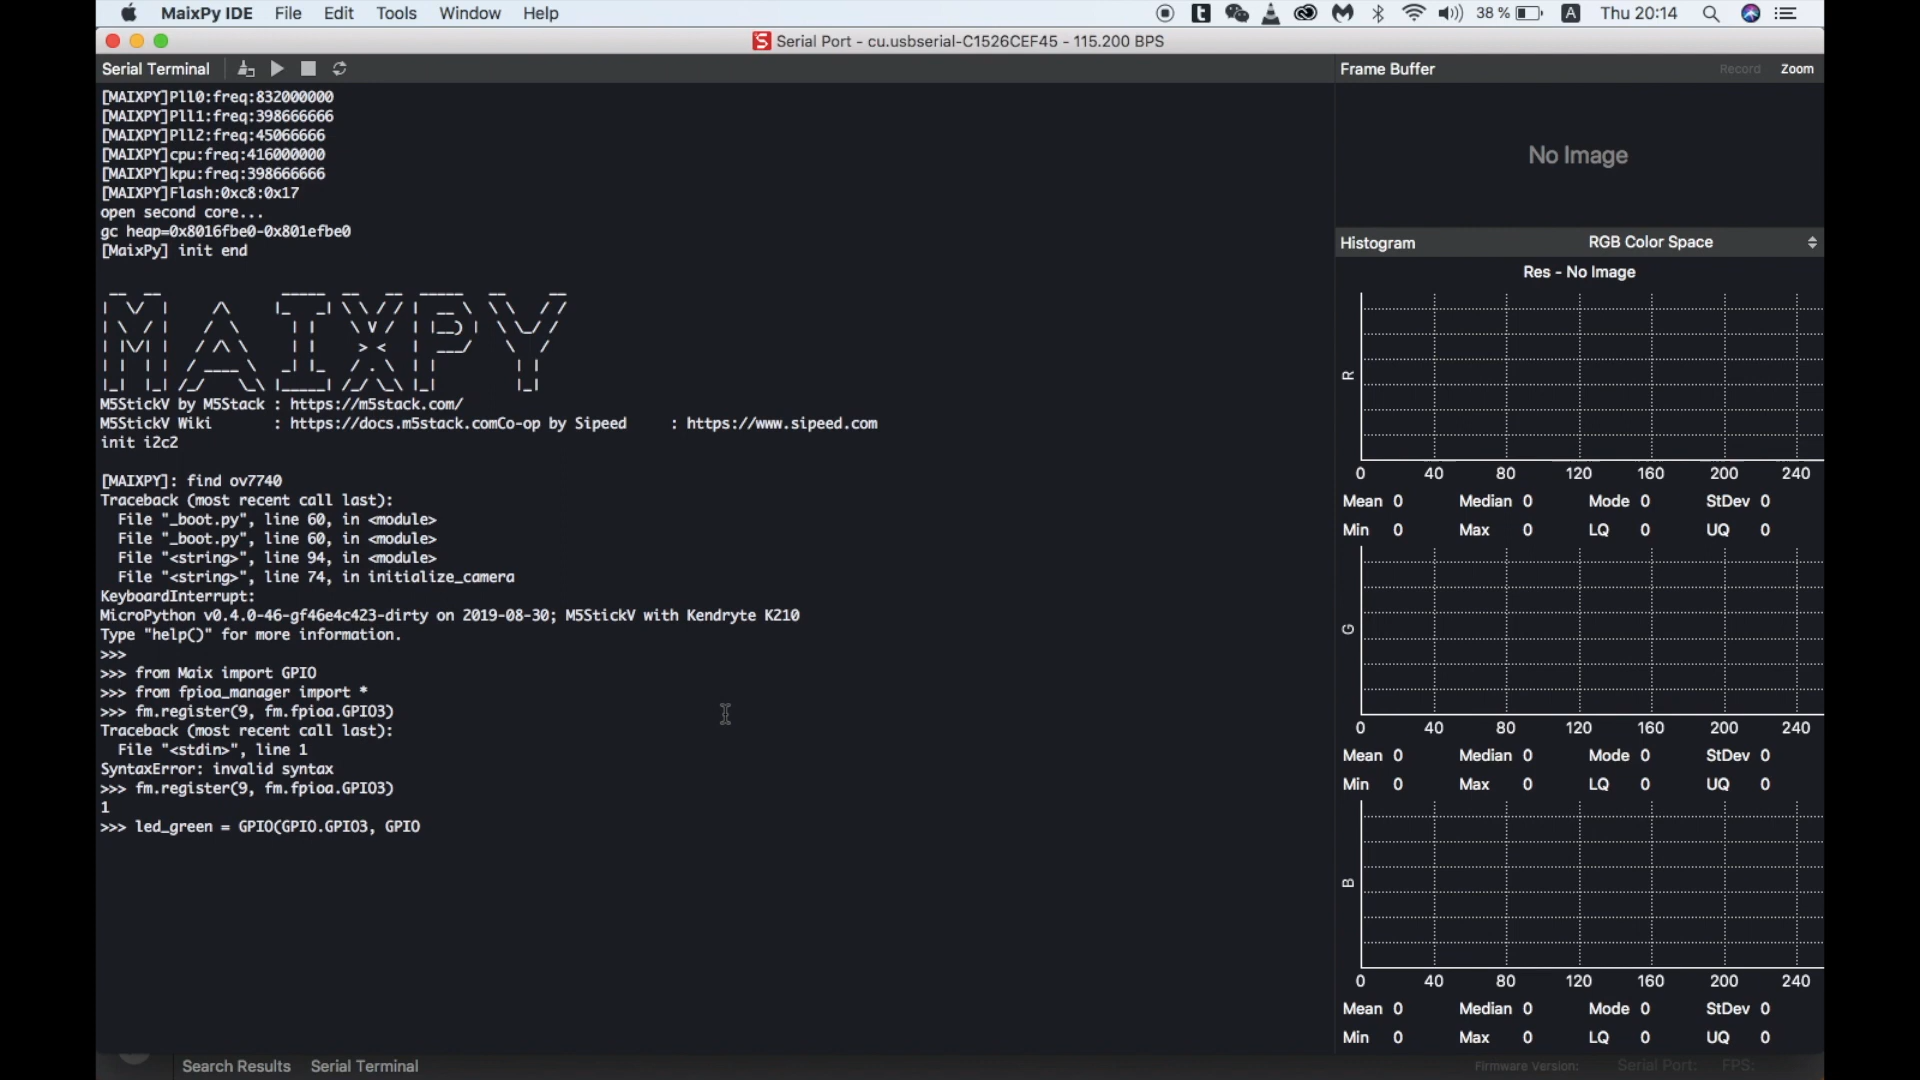 MaixPy IDE File Edit Tools Window Help 38 % A Thu 20:14
Serial Port - cu.usbserial-C1526CEF45 - 115.200 BPS
Serial Terminal
[MAIXPY]Pll0:freq:832000000
[MAIXPY]Pll1:freq:398666666
[MAIXPY]Pll2:freq:45066666
[MAIXPY]cpu:freq:416000000
[MAIXPY]kpu:freq:398666666
[MAIXPY]Flash:0xc8:0x17
open second core...
gc heap=0x8016fbe0-0x801efbe0
[MaixPy] init end
MAIXPY
M5StickV by M5Stack : https://m5stack.com/
M5StickV Wiki : https://docs.m5stack.comCo-op by Sipeed : https://www.sipeed.com
init i2c2
[MAIXPY]: find ov7740
Traceback (most recent call last):
File "_boot.py", line 60, in <module>
File "_boot.py", line 60, in <module>
File "<string>", line 94, in <module>
File "<string>", line 74, in initialize_camera
KeyboardInterrupt:
MicroPython v0.4.0-46-gf46e4c423-dirty on 2019-08-30; M5StickV with Kendryte K210
Type "help()" for more information.
>>>
>>> from Maix import GPIO
>>> from fpioa_manager import *
>>> fm.register(9, fm.fpioa.GPIO3)
Traceback (most recent call last):
File "<stdin>", line 1
SyntaxError: invalid syntax
>>> fm.register(9, fm.fpioa.GPIO3)
1
>>> led_green = GPIO(GPIO.GPIO3, GPIO
Frame Buffer Record Zoom
No Image
Histogram RGB Color Space
Res - No Image
R
0 40 80 120 160 200 240
Mean 0 Median 0 Mode 0 StDev 0
Min 0 Max 0 LQ 0 UQ 0
G
0 40 80 120 160 200 240
Mean 0 Median 0 Mode 0 StDev 0
Min 0 Max 0 LQ 0 UQ 0
B
0 40 80 120 160 200 240
Mean 0 Median 0 Mode 0 StDev 0
Min 0 Max 0 LQ 0 UQ 0
Search Results Serial Terminal Firmware Version: Serial Port: FPS: